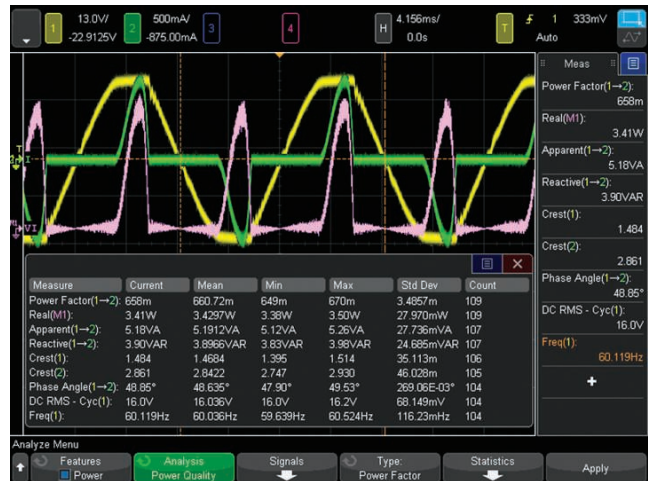 1 13.0V/ 2 500mA/ 3 4 H 4.156ms/ T 1 333mV
-22.9125V -875.00mA 0.0s Auto
Meas
Power Factor(1→2):
658m
Real(M1):
3.41W
Apparent(1→2):
5.18VA
Reactive(1→2):
3.90VAR
Crest(1):
1.484
Crest(2):
2.861
Phase Angle(1→2):
48.85°
DC RMS - Cyc(1):
16.0V
Freq(1):
60.119Hz
T
I
M1
VI
Measure Current Mean Min Max Std Dev Count
Power Factor(1→2): 658m 660.72m 649m 670m 3.4857m 109
Real(M1): 3.41W 3.4297W 3.38W 3.50W 27.970mW 109
Apparent(1→2): 5.18VA 5.1912VA 5.12VA 5.26VA 27.736mVA 107
Reactive(1→2): 3.90VAR 3.8966VAR 3.83VAR 3.98VAR 24.685mVAR 107
Crest(1): 1.484 1.4684 1.395 1.514 35.113m 106
Crest(2): 2.861 2.8422 2.747 2.930 46.028m 105
Phase Angle(1→2): 48.85° 48.635° 47.90° 49.53° 269.06E-03° 104
DC RMS - Cyc(1): 16.0V 16.036V 16.0V 16.2V 68.149mV 104
Freq(1): 60.119Hz 60.036Hz 59.639Hz 60.524Hz 116.23mHz 104
Analyze Menu
Features
Power
Analysis
Power Quality
Signals
Type:
Power Factor
Statistics
Apply